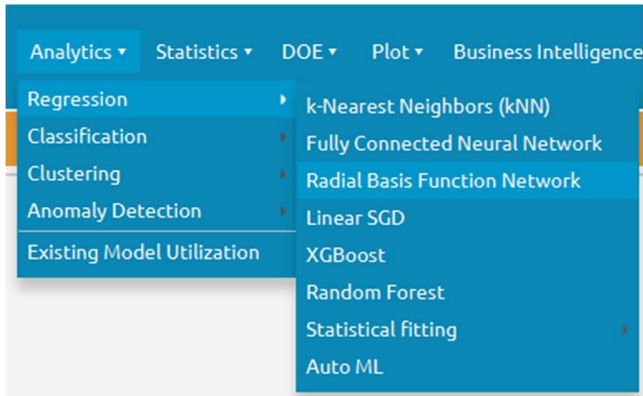 Analytics ▾ Statistics ▾ DOE ▾ Plot ▾ Business Intelligence
Regression
Classification
Clustering
Anomaly Detection
Existing Model Utilization
k-Nearest Neighbors (kNN)
Fully Connected Neural Network
Radial Basis Function Network
Linear SGD
XGBoost
Random Forest
Statistical fitting
Auto ML